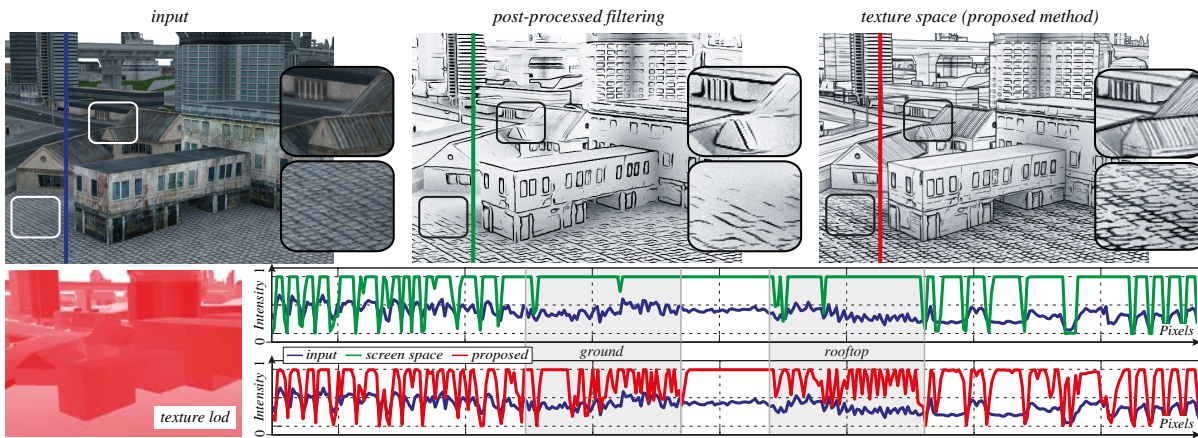 input
post-processed filtering
texture space (proposed method)
texture lod
Intensity
1
0
Pixels
input
screen space
proposed
ground
rooftop
Intensity
1
0
Pixels